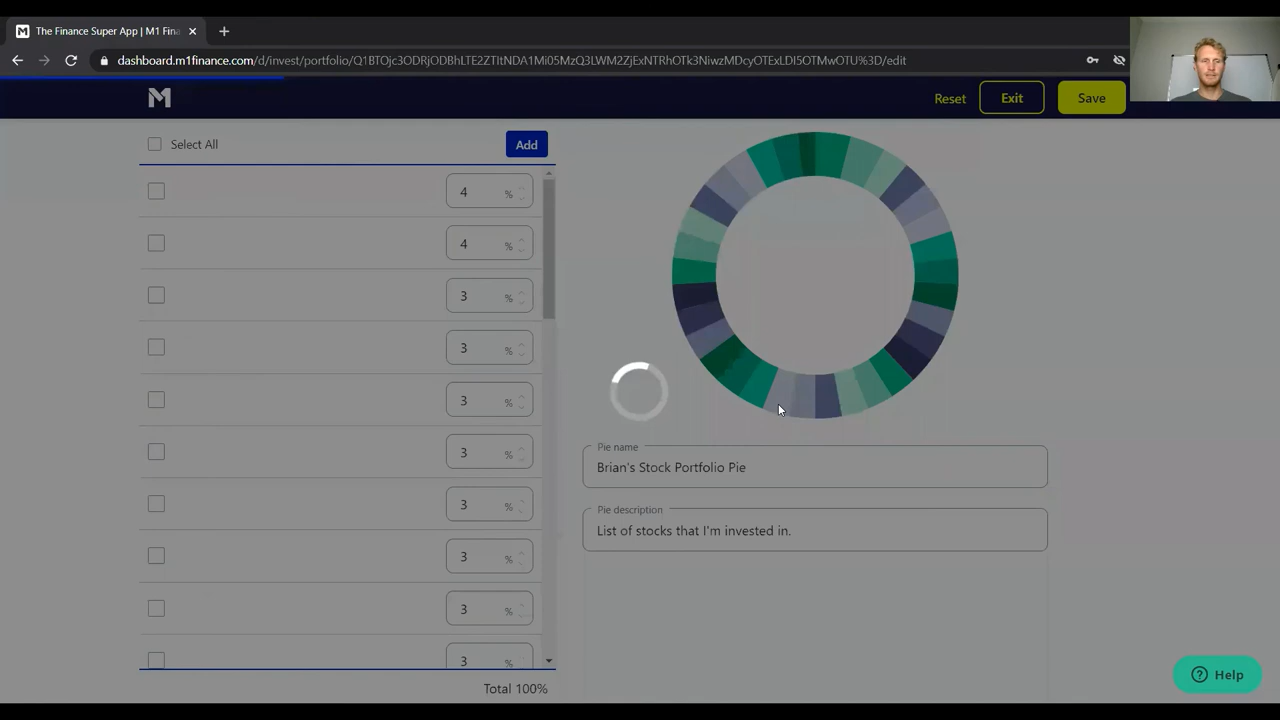 The Finance Super App | M1 Fina
dashboard.m1finance.com/d/invest/portfolio/Q1BTOjc3ODRjODBhLTE2ZTItNDA1Mi05MzQ3LWM2ZjExNTRhOTk3NiwzMDcyOTExLDI5OTMwOTU%3D/edit
M
Reset
Exit
Save
Select All
Add
4 %
4 %
3 %
3 %
3 %
3 %
3 %
3 %
3 %
3 %
Total 100%
Pie name
Brian's Stock Portfolio Pie
Pie description
List of stocks that I'm invested in.
Help